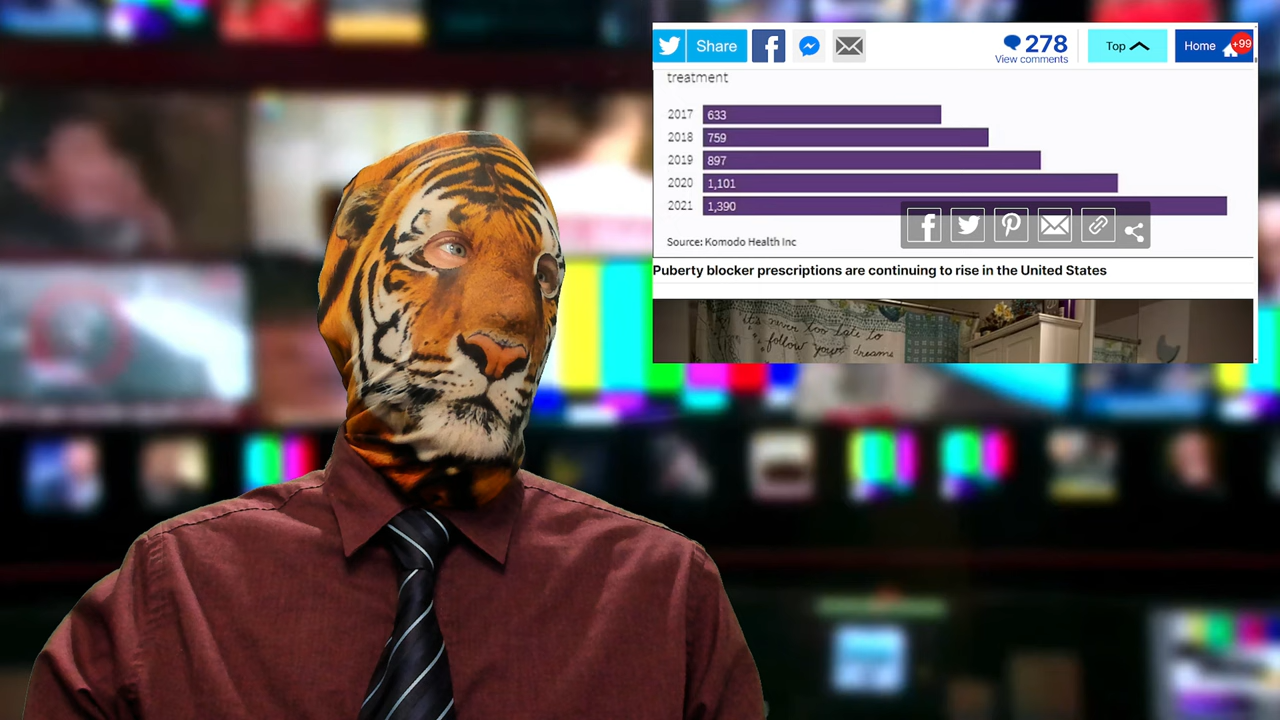 Share
278
View comments
Top
Home
+99
treatment
2017 633
2018 759
2019 897
2020 1,101
2021 1,390
Source: Komodo Health Inc
Puberty blocker prescriptions are continuing to rise in the United States
it's never too late to
follow your dreams